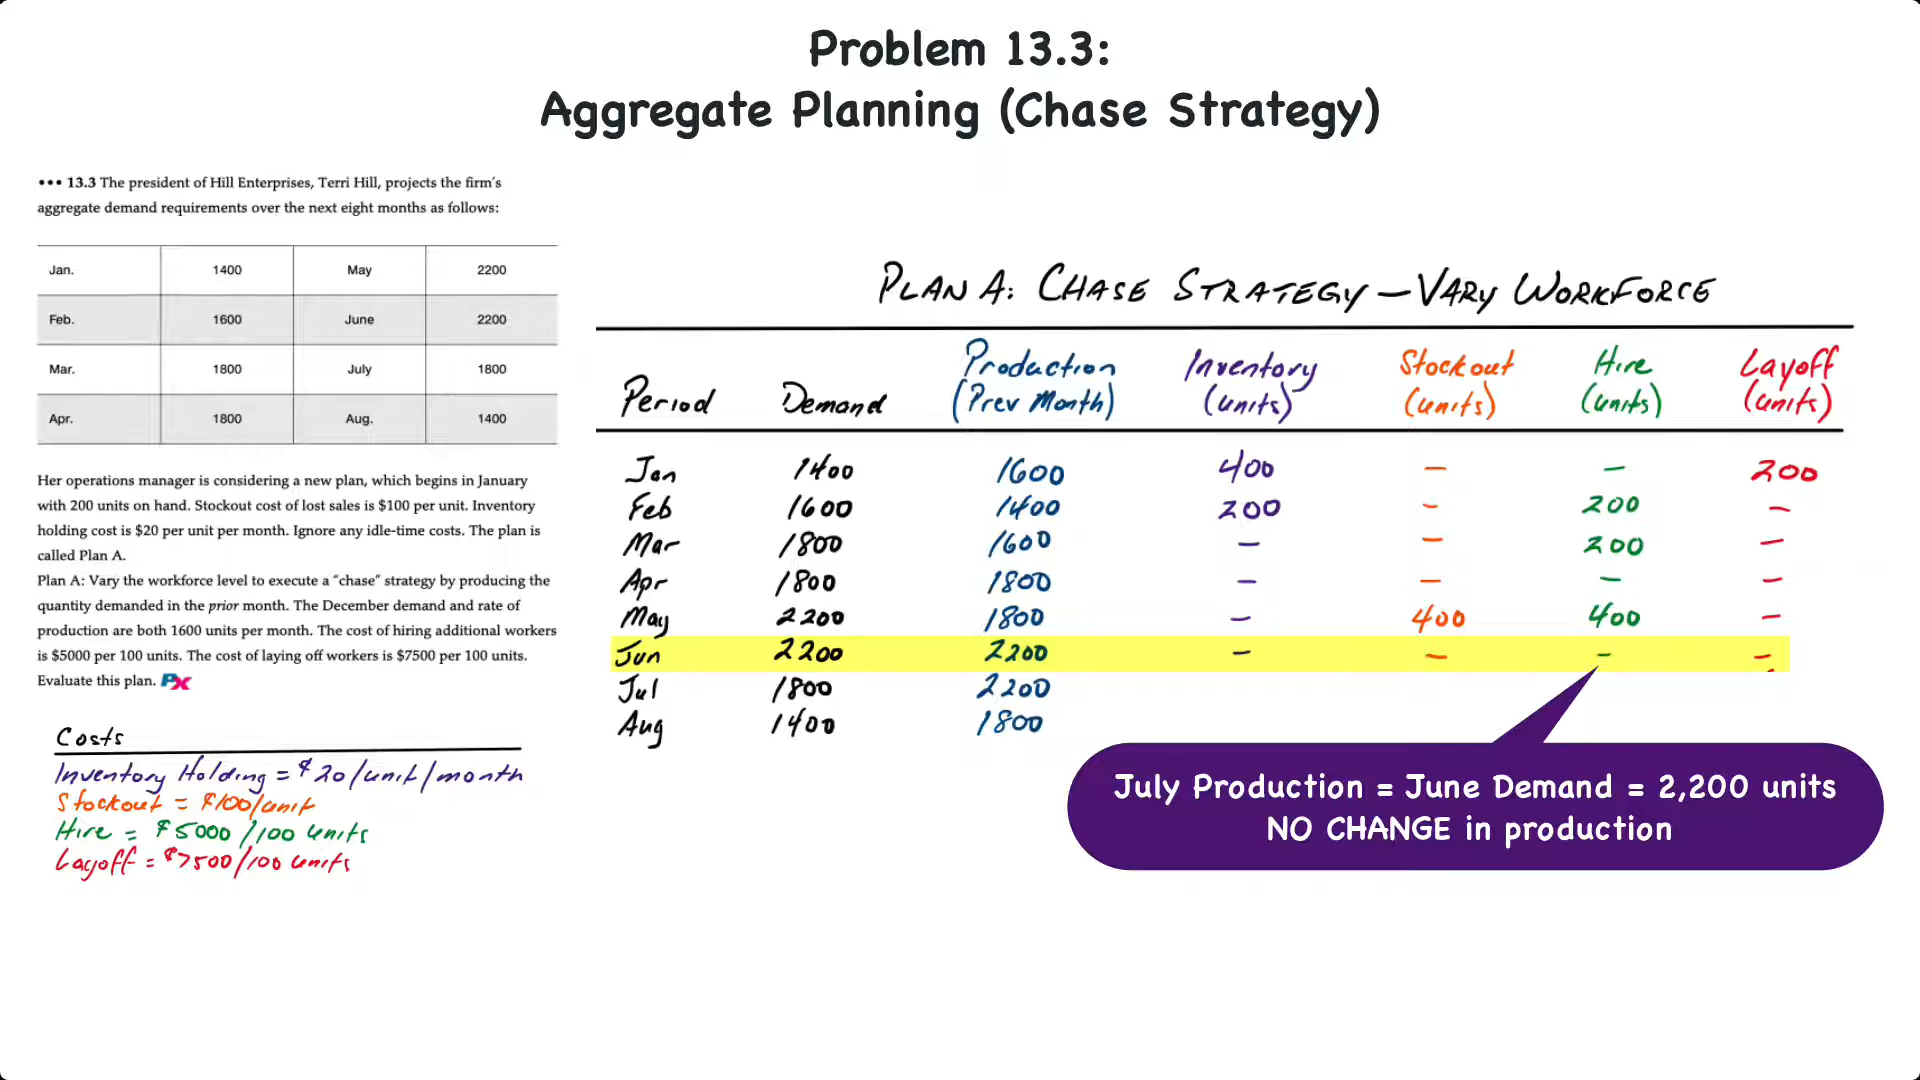 Problem 13.3:
Aggregate Planning (Chase Strategy)
••• 13.3 The president of Hill Enterprises, Terri Hill, projects the firm's
aggregate demand requirements over the next eight months as follows:
Jan. 1400 May 2200
Feb. 1600 June 2200
Mar. 1800 July 1800
Apr. 1800 Aug. 1400
Her operations manager is considering a new plan, which begins in January
with 200 units on hand. Stockout cost of lost sales is $100 per unit. Inventory
holding cost is $20 per unit per month. Ignore any idle-time costs. The plan is
called Plan A.
Plan A: Vary the workforce level to execute a “chase” strategy by producing the
quantity demanded in the prior month. The December demand and rate of
production are both 1600 units per month. The cost of hiring additional workers
is $5000 per 100 units. The cost of laying off workers is $7500 per 100 units.
Evaluate this plan. PX
Costs
Inventory Holding = $20/unit/month
Stockout = $100/unit
Hire = $5000/100 units
Layoff = $7500/100 units
PLAN A: CHASE STRATEGY – VARY WORKFORCE
Period Demand Production (Prev Month) Inventory (units) Stockout (units) Hire (units) Layoff (units)
Jan 1400 1600 400 – – 200
Feb 1600 1400 200 – 200 –
Mar 1800 1600 – – 200 –
Apr 1800 1800 – – – –
May 2200 1800 – 400 400 –
Jun 2200 2200 – – – –
Jul 1800 2200
Aug 1400 1800
July Production = June Demand = 2,200 units
NO CHANGE in production